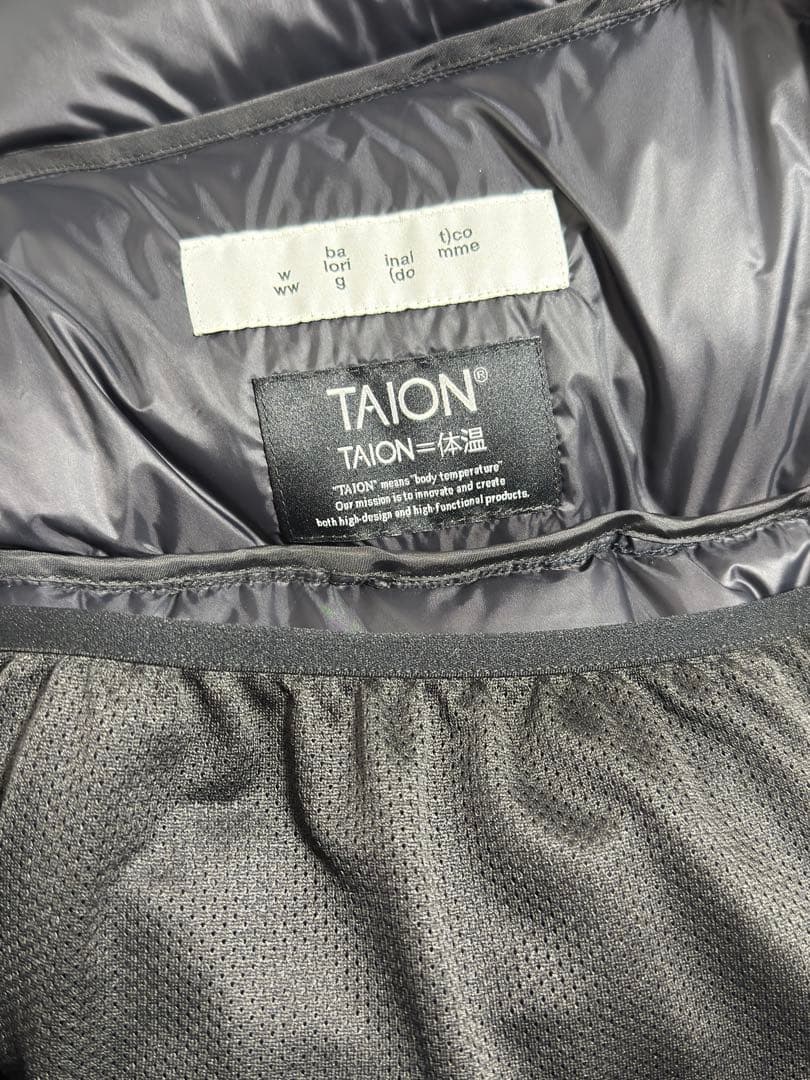 w
ww
ba
lori
g
inal
(do
t)co
mme
TAION®
TAION=体温
"TAION" means "body temperature"
Our mission is to innovate and create
both high-design and high-functional products.